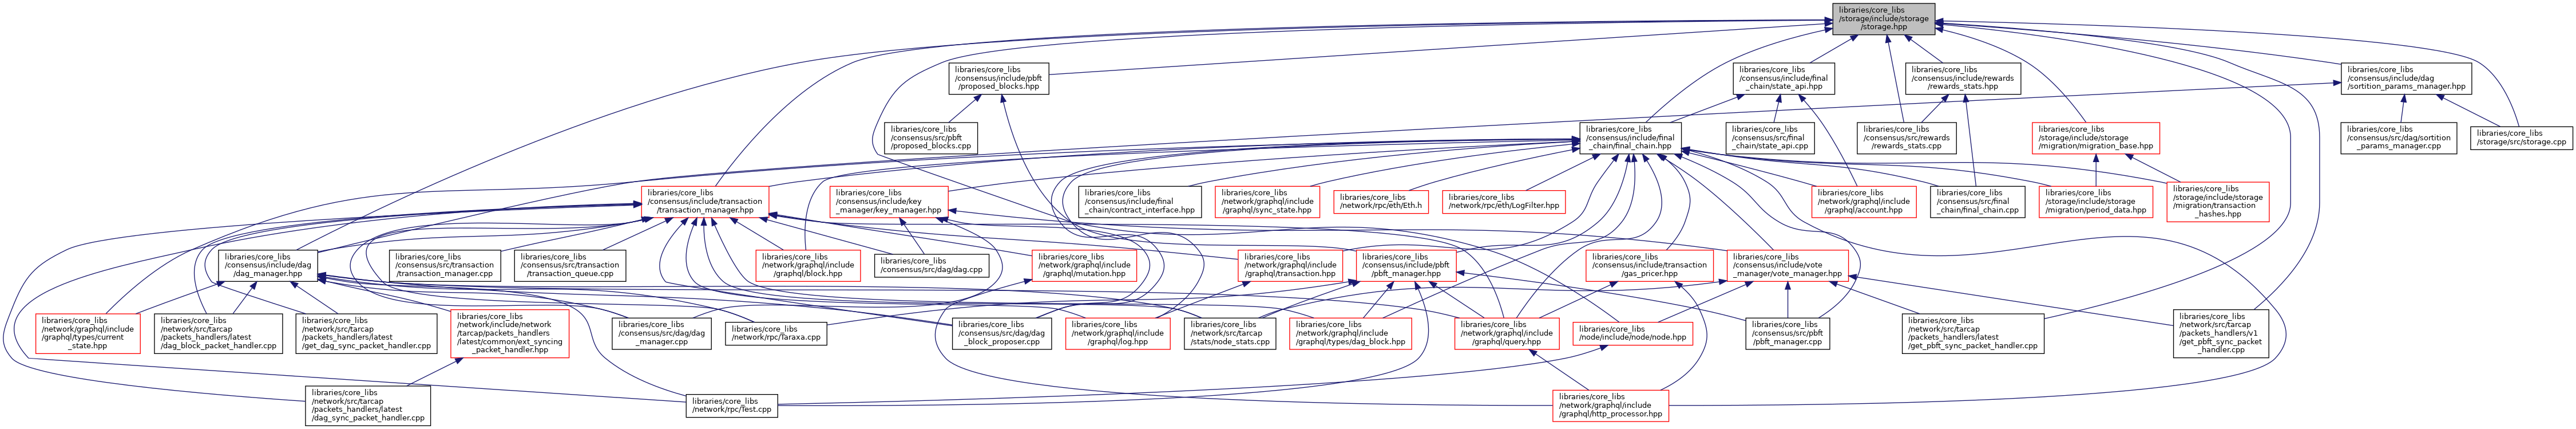 libraries/core_libs
/storage/include/storage
/storage.hpp
libraries/core_libs
/consensus/include/pbft
/proposed_blocks.hpp
libraries/core_libs
/consensus/include/final
_chain/state_api.hpp
libraries/core_libs
/consensus/include/rewards
/rewards_stats.hpp
libraries/core_libs
/consensus/include/dag
/sortition_params_manager.hpp
libraries/core_libs
/consensus/src/pbft
/proposed_blocks.cpp
libraries/core_libs
/consensus/include/final
_chain/final_chain.hpp
libraries/core_libs
/consensus/src/final
_chain/state_api.cpp
libraries/core_libs
/consensus/src/rewards
/rewards_stats.cpp
libraries/core_libs
/storage/include/storage
/migration/migration_base.hpp
libraries/core_libs
/consensus/src/dag/sortition
_params_manager.cpp
libraries/core_libs
/storage/src/storage.cpp
libraries/core_libs
/consensus/include/transaction
/transaction_manager.hpp
libraries/core_libs
/consensus/include/key
_manager/key_manager.hpp
libraries/core_libs
/consensus/include/final
_chain/contract_interface.hpp
libraries/core_libs
/network/graphql/include
/graphql/sync_state.hpp
libraries/core_libs
/network/rpc/eth/Eth.h
libraries/core_libs
/network/rpc/eth/LogFilter.hpp
libraries/core_libs
/network/graphql/include
/graphql/account.hpp
libraries/core_libs
/consensus/src/final
_chain/final_chain.cpp
libraries/core_libs
/storage/include/storage
/migration/period_data.hpp
libraries/core_libs
/storage/include/storage
/migration/transaction
_hashes.hpp
libraries/core_libs
/consensus/include/dag
/dag_manager.hpp
libraries/core_libs
/consensus/src/transaction
/transaction_manager.cpp
libraries/core_libs
/consensus/src/transaction
/transaction_queue.cpp
libraries/core_libs
/network/graphql/include
/graphql/block.hpp
libraries/core_libs
/consensus/src/dag/dag.cpp
libraries/core_libs
/network/graphql/include
/graphql/mutation.hpp
libraries/core_libs
/network/graphql/include
/graphql/transaction.hpp
libraries/core_libs
/consensus/include/pbft
/pbft_manager.hpp
libraries/core_libs
/consensus/include/transaction
/gas_pricer.hpp
libraries/core_libs
/consensus/include/vote
_manager/vote_manager.hpp
libraries/core_libs
/network/graphql/include
/graphql/types/current
_state.hpp
libraries/core_libs
/network/src/tarcap
/packets_handlers/latest
/dag_block_packet_handler.cpp
libraries/core_libs
/network/src/tarcap
/packets_handlers/latest
/get_dag_sync_packet_handler.cpp
libraries/core_libs
/network/include/network
/tarcap/packets_handlers
/latest/common/ext_syncing
_packet_handler.hpp
libraries/core_libs
/consensus/src/dag/dag
_manager.cpp
libraries/core_libs
/network/rpc/Taraxa.cpp
libraries/core_libs
/consensus/src/dag/dag
_block_proposer.cpp
libraries/core_libs
/network/graphql/include
/graphql/log.hpp
libraries/core_libs
/network/src/tarcap
/stats/node_stats.cpp
libraries/core_libs
/network/graphql/include
/graphql/types/dag_block.hpp
libraries/core_libs
/network/graphql/include
/graphql/query.hpp
libraries/core_libs
/node/include/node/node.hpp
libraries/core_libs
/consensus/src/pbft
/pbft_manager.cpp
libraries/core_libs
/network/src/tarcap
/packets_handlers/latest
/get_pbft_sync_packet_handler.cpp
libraries/core_libs
/network/src/tarcap
/packets_handlers/v1
/get_pbft_sync_packet
_handler.cpp
libraries/core_libs
/network/src/tarcap
/packets_handlers/latest
/dag_sync_packet_handler.cpp
libraries/core_libs
/network/rpc/Test.cpp
libraries/core_libs
/network/graphql/include
/graphql/http_processor.hpp